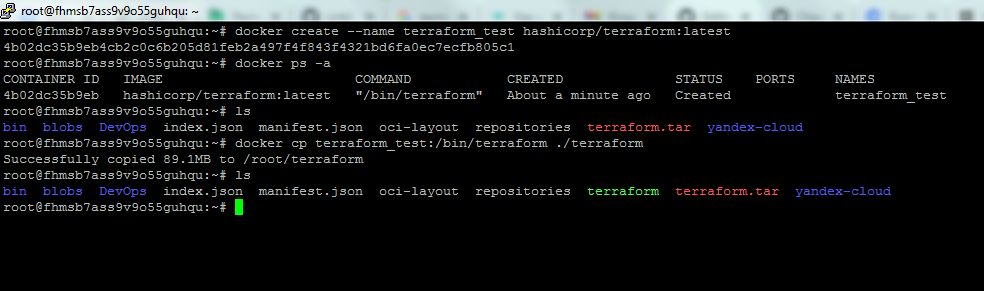 root@fhmsb7ass9v9o55guhqu: ~
root@fhmsb7ass9v9o55guhqu:~# docker create --name terraform_test hashicorp/terraform:latest
4b02dc35b9eb4cb2c0c6b205d81feb2a497f4f843f4321bd6fa0ec7ecfb805c1
root@fhmsb7ass9v9o55guhqu:~# docker ps -a
CONTAINER ID IMAGE COMMAND CREATED STATUS PORTS NAMES
4b02dc35b9eb hashicorp/terraform:latest "/bin/terraform" About a minute ago Created terraform_test
root@fhmsb7ass9v9o55guhqu:~# ls
bin blobs DevOps index.json manifest.json oci-layout repositories terraform.tar yandex-cloud
root@fhmsb7ass9v9o55guhqu:~# docker cp terraform_test:/bin/terraform ./terraform
Successfully copied 89.1MB to /root/terraform
root@fhmsb7ass9v9o55guhqu:~# ls
bin blobs DevOps index.json manifest.json oci-layout repositories terraform terraform.tar yandex-cloud
root@fhmsb7ass9v9o55guhqu:~#